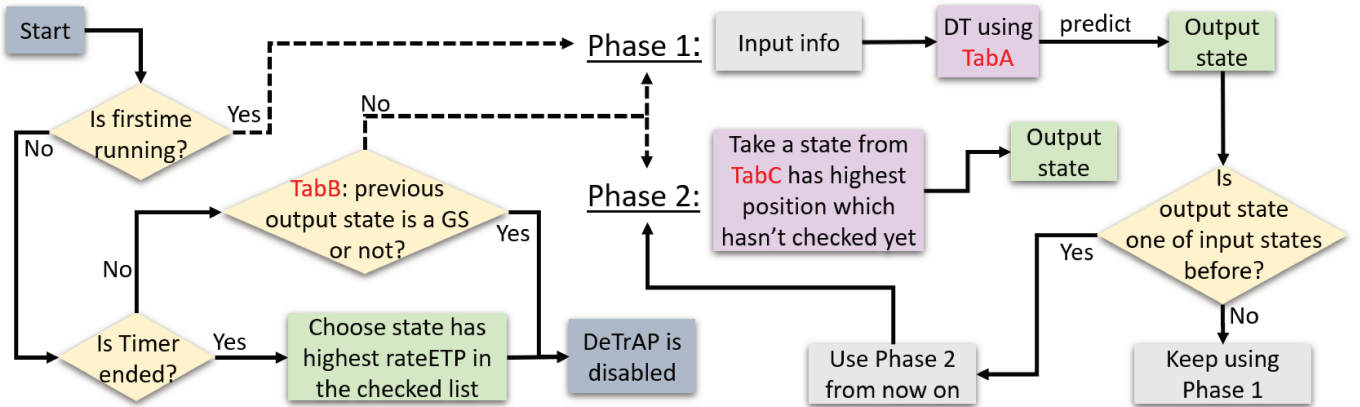 Start
Is firstime
running?
Yes
No
Phase 1:
Input info
DT using
TabA
predict
Output
state
No
TabB: previous
output state is a GS
or not?
Yes
No
Phase 2:
Take a state from
TabC has highest
position which
hasn't checked yet
Output
state
Is
output state
one of input states
before?
Yes
No
Is Timer
ended?
Yes
Choose state has
highest rateETP in
the checked list
DeTrAP is
disabled
Use Phase 2
from now on
Keep using
Phase 1